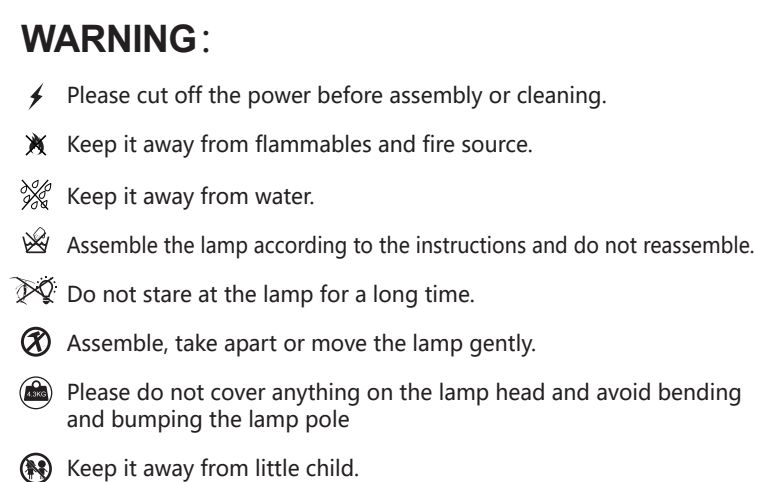 WARNING:
Please cut off the power before assembly or cleaning.
Keep it away from flammables and fire source.
Keep it away from water.
Assemble the lamp according to the instructions and do not reassemble.
Do not stare at the lamp for a long time.
Assemble, take apart or move the lamp gently.
4.3KG
Please do not cover anything on the lamp head and avoid bending
and bumping the lamp pole
Keep it away from little child.